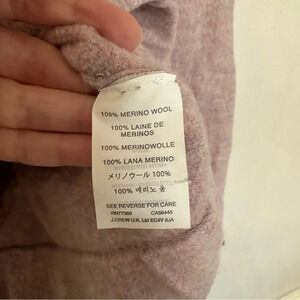 100% MERINO WOOL
100% LAINE DE
MERINOS
100% MERINOWOLLE
100% LANA MERINO
メリノウール 100%
100% 메리노 울
SEE REVERSE FOR CARE
RN77388 CA56445
J.CREW U.K. Ltd EC4V 6JA